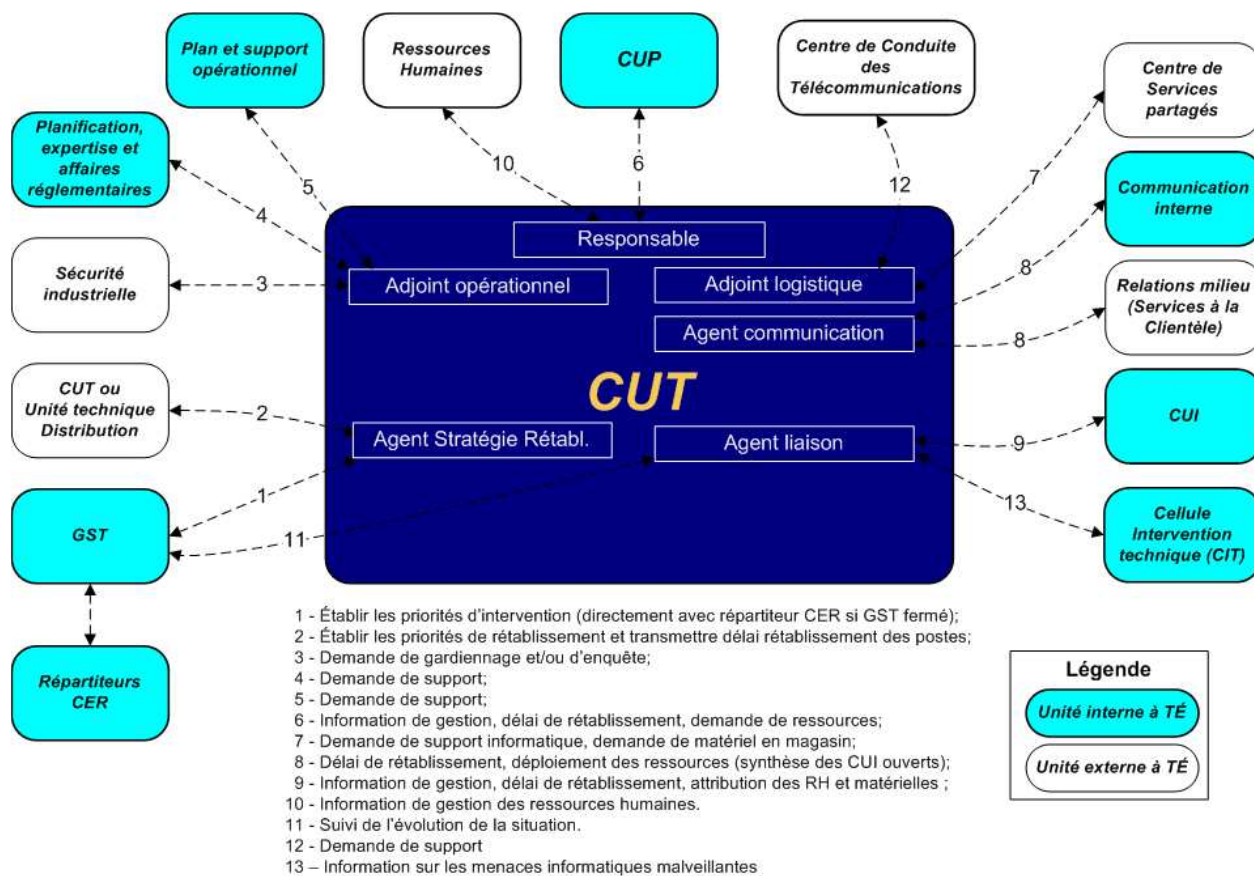 Plan et support
opérationnel
Ressources
Humaines
CUP
Centre de Conduite
des
Télécommunications
Centre de
Services
partagés
Planification,
expertise et
affaires
réglementaires
Communication
interne
Sécurité
industrielle
Relations milieu
(Services à la
Clientèle)
CUT ou
Unité technique
Distribution
CUI
GST
Cellule
Intervention
technique (CIT)
Répartiteurs
CER
10
6
12
7
5
4
3
8
8
2
9
1
13
11
Responsable
Adjoint opérationnel
Adjoint logistique
Agent communication
CUT
Agent Stratégie Rétabl.
Agent liaison
1 - Établir les priorités d'intervention (directement avec répartiteur CER si GST fermé);
2 - Établir les priorités de rétablissement et transmettre délai rétablissement des postes;
3 - Demande de gardiennage et/ou d'enquête;
4 - Demande de support;
5 - Demande de support;
6 - Information de gestion, délai de rétablissement, demande de ressources;
7 - Demande de support informatique, demande de matériel en magasin;
8 - Délai de rétablissement, déploiement des ressources (synthèse des CUI ouverts);
9 - Information de gestion, délai de rétablissement, attribution des RH et matérielles ;
10 - Information de gestion des ressources humaines.
11 - Suivi de l'évolution de la situation.
12 - Demande de support
13 – Information sur les menaces informatiques malveillantes
Légende
Unité interne à TÉ
Unité externe à TÉ